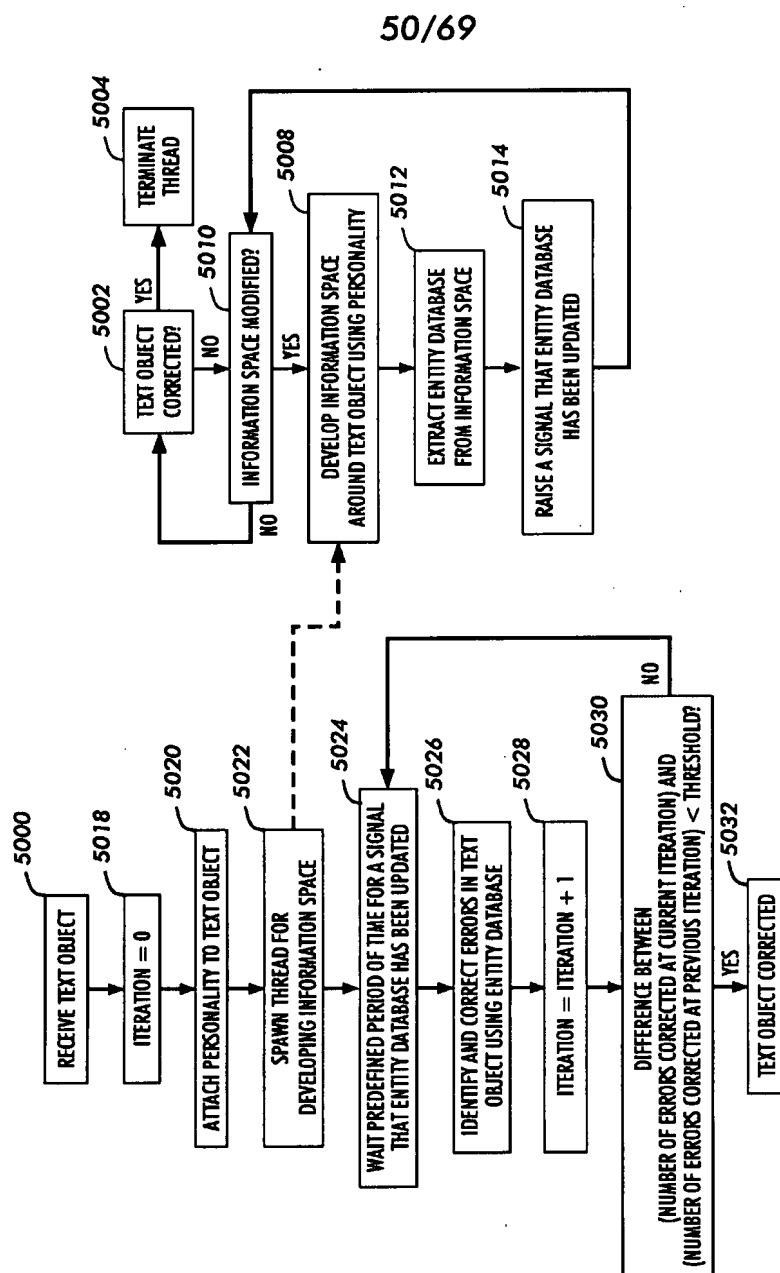 50/69
5000
RECEIVE TEXT OBJECT
5018
ITERATION = 0
5020
ATTACH PERSONALITY TO TEXT OBJECT
5022
SPAWN THREAD FOR
DEVELOPING INFORMATION SPACE
5024
WAIT PREDEFINED PERIOD OF TIME FOR A SIGNAL
THAT ENTITY DATABASE HAS BEEN UPDATED
5026
IDENTIFY AND CORRECT ERRORS IN TEXT
OBJECT USING ENTITY DATABASE
5028
ITERATION = ITERATION + 1
5030
DIFFERENCE BETWEEN
(NUMBER OF ERRORS CORRECTED AT CURRENT ITERATION) AND
(NUMBER OF ERRORS CORRECTED AT PREVIOUS ITERATION) < THRESHOLD?
NO
YES
5032
TEXT OBJECT CORRECTED
5002
TEXT OBJECT
CORRECTED?
YES
5004
TERMINATE
THREAD
NO
5010
INFORMATION SPACE MODIFIED?
NO
YES
5008
DEVELOP INFORMATION SPACE
AROUND TEXT OBJECT USING PERSONALITY
5012
EXTRACT ENTITY DATABASE
FROM INFORMATION SPACE
5014
RAISE A SIGNAL THAT ENTITY DATABASE
HAS BEEN UPDATED